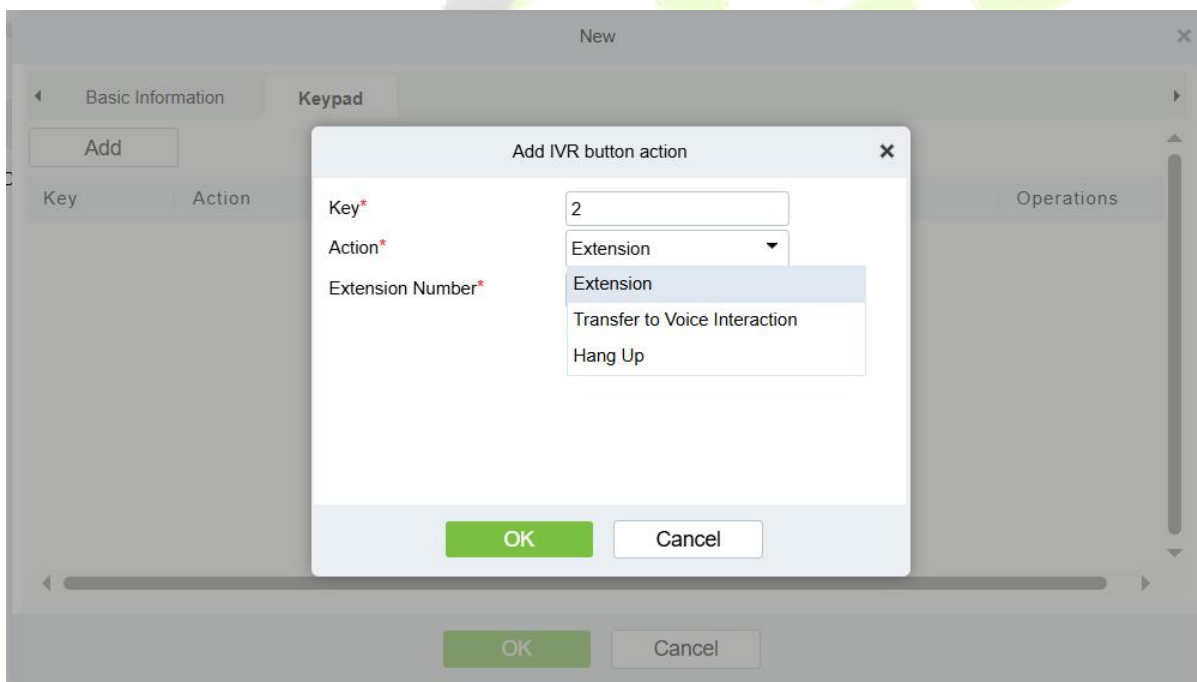 New
Basic Information Keypad
Add
Key Action Operations
Add IVR button action
Key* 2
Action* Extension
Extension Number* Extension
Transfer to Voice Interaction
Hang Up
OK Cancel
OK Cancel